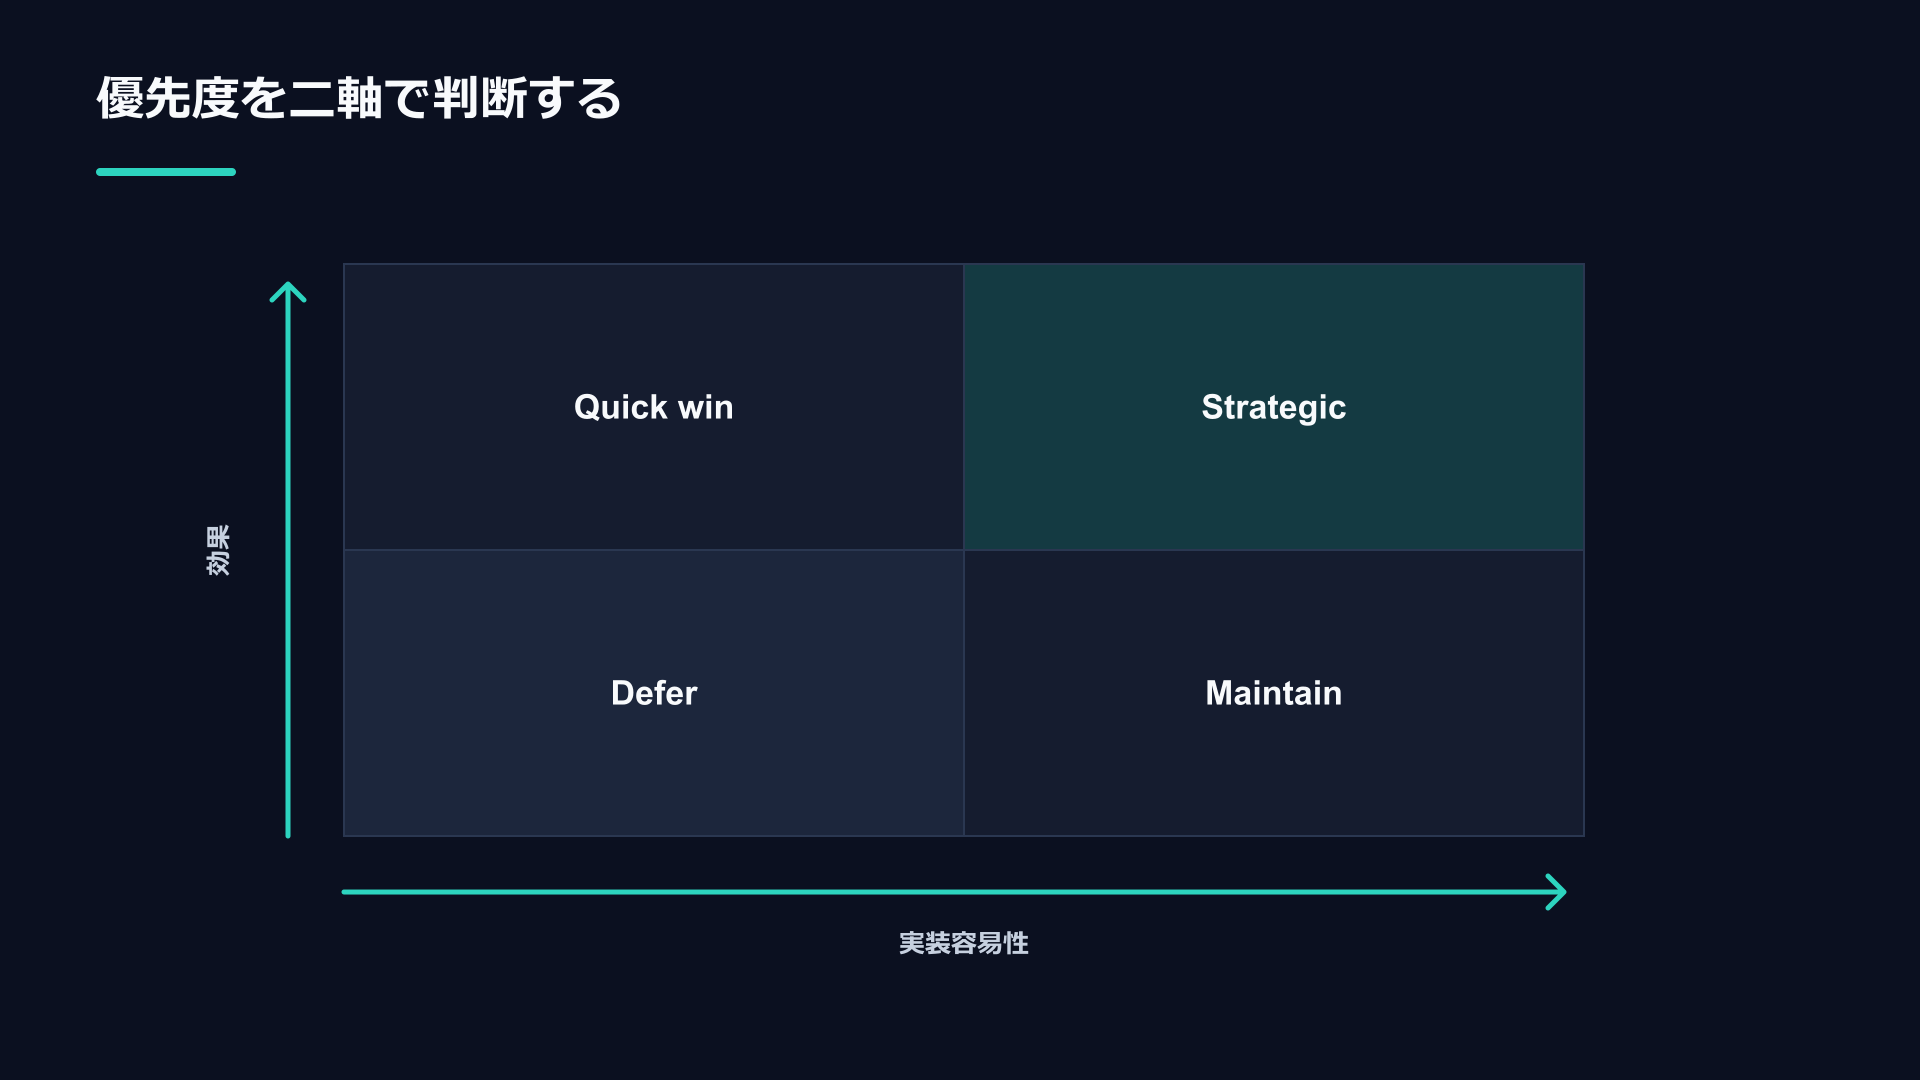 優先度を二軸で判断する
Quick win
Strategic
効果
Defer
Maintain
実装容易性